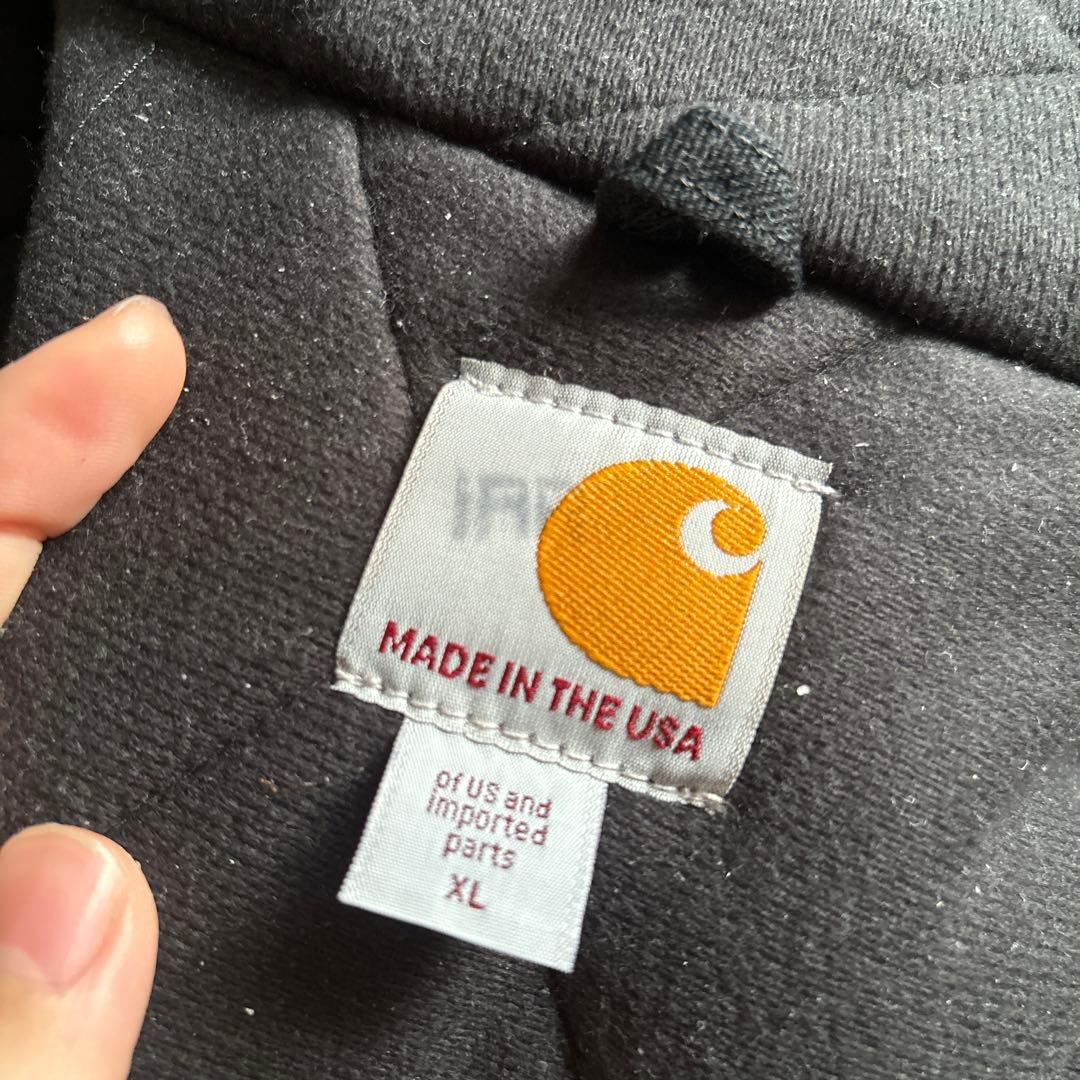 MADE IN THE USA
of US and
imported
parts
XL